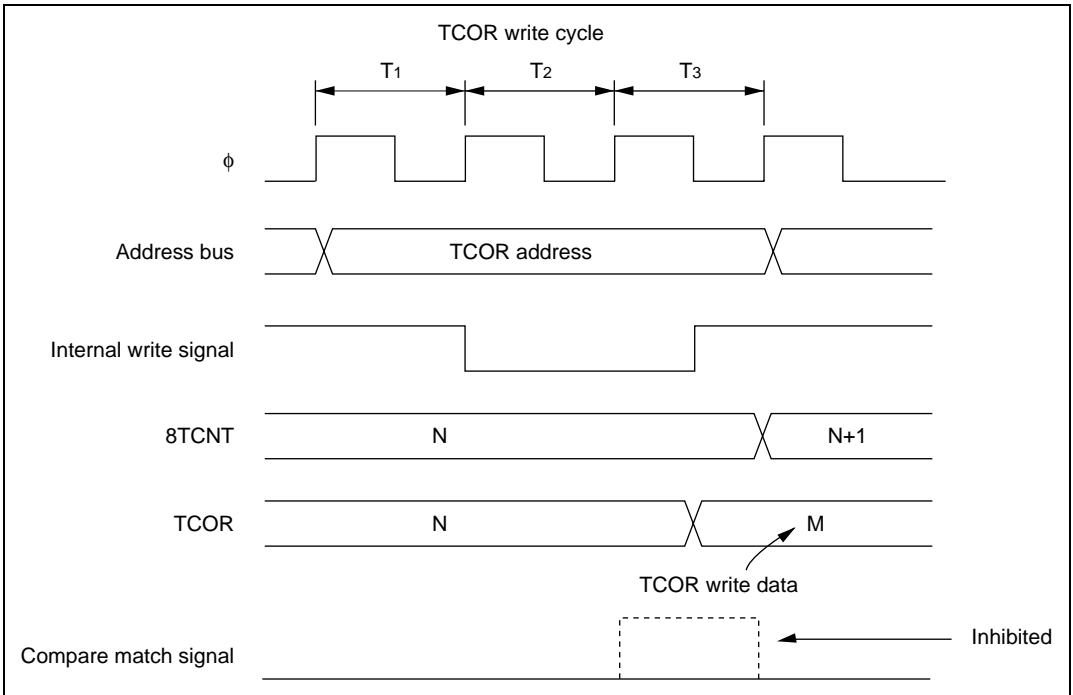 TCOR write cycle
T1 T2 T3
φ
Address bus TCOR address
Internal write signal
8TCNT N N+1
TCOR N M
TCOR write data
Inhibited
Compare match signal